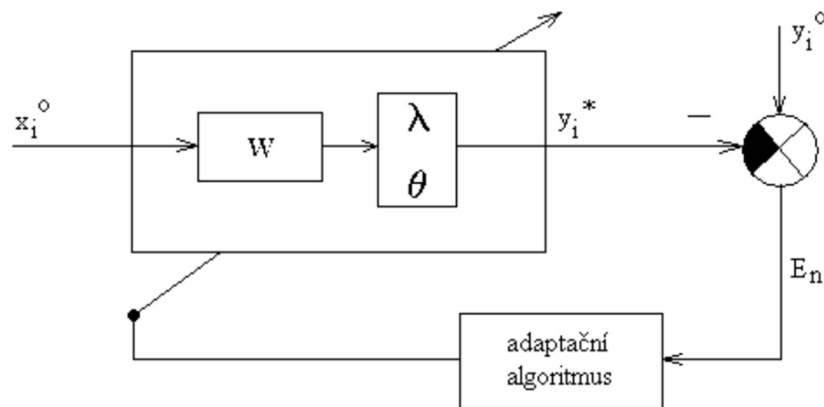 y_i^o
x_i^o
W
λ
θ
y_i^*
−
E_n
adaptační
algoritmus